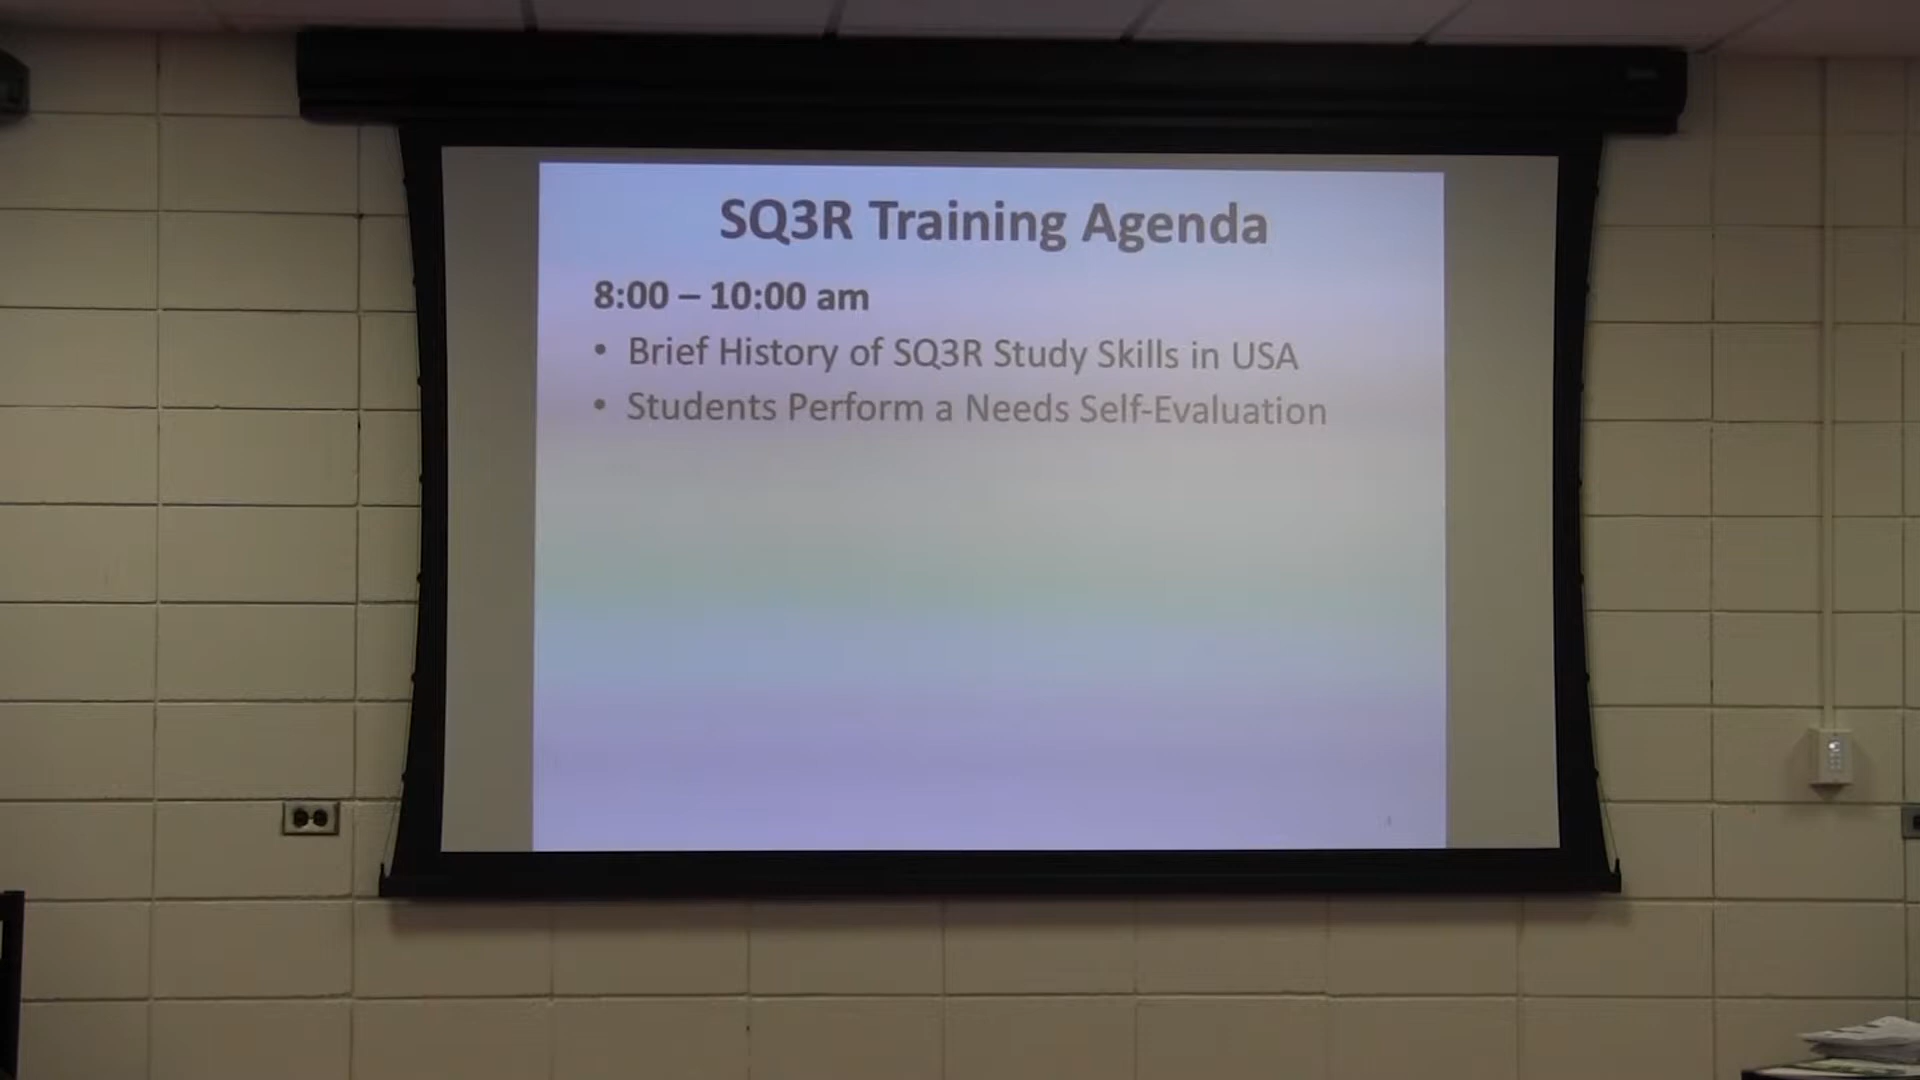 SQ3R Training Agenda
8:00 – 10:00 am
• Brief History of SQ3R Study Skills in USA
• Students Perform a Needs Self-Evaluation